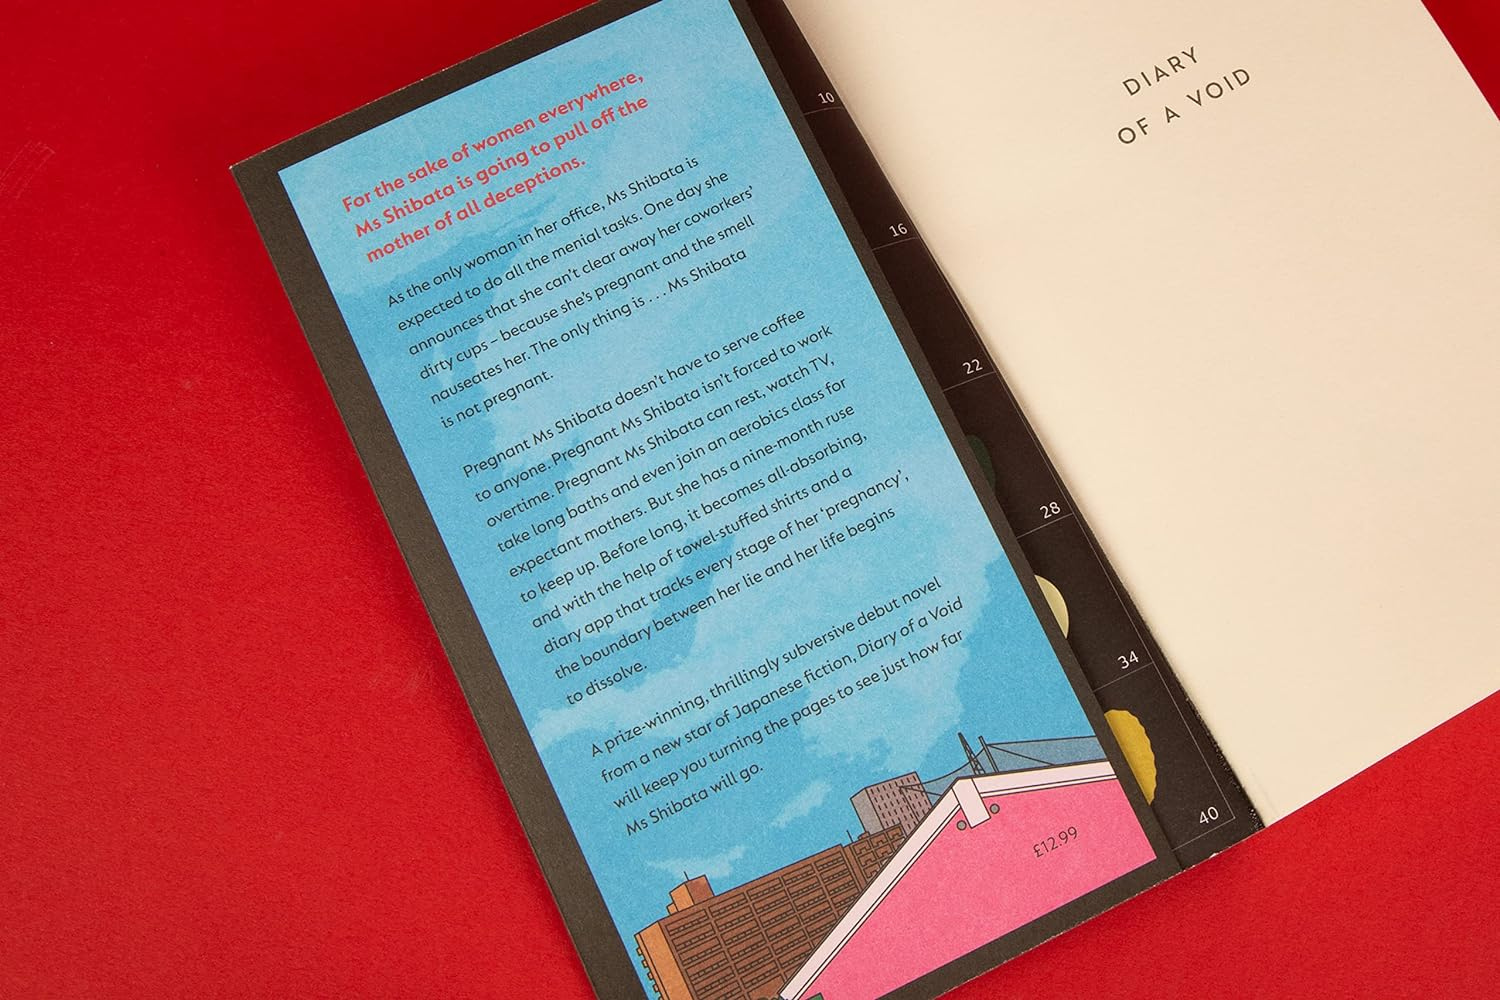 For the sake of women everywhere,
Ms Shibata is going to pull off the
mother of all deceptions.
As the only woman in her office, Ms Shibata is
expected to do all the menial tasks. One day she
announces that she can't clear away her coworkers'
dirty cups – because she's pregnant and the smell
nauseates her. The only thing is . . . Ms Shibata
is not pregnant.
Pregnant Ms Shibata doesn't have to serve coffee
to anyone. Pregnant Ms Shibata isn't forced to work
overtime. Pregnant Ms Shibata can rest, watch TV,
take long baths and even join an aerobics class for
expectant mothers. But she has a nine-month ruse
to keep up. Before long, it becomes all-absorbing,
and with the help of towel-stuffed shirts and a
diary app that tracks every stage of her 'pregnancy',
the boundary between her lie and her life begins
to dissolve.
A prize-winning, thrillingly subversive debut novel
from a new star of Japanese fiction, Diary of a Void
will keep you turning the pages to see just how far
Ms Shibata will go.
£12.99
10
16
22
28
34
40
DIARY
OF A VOID